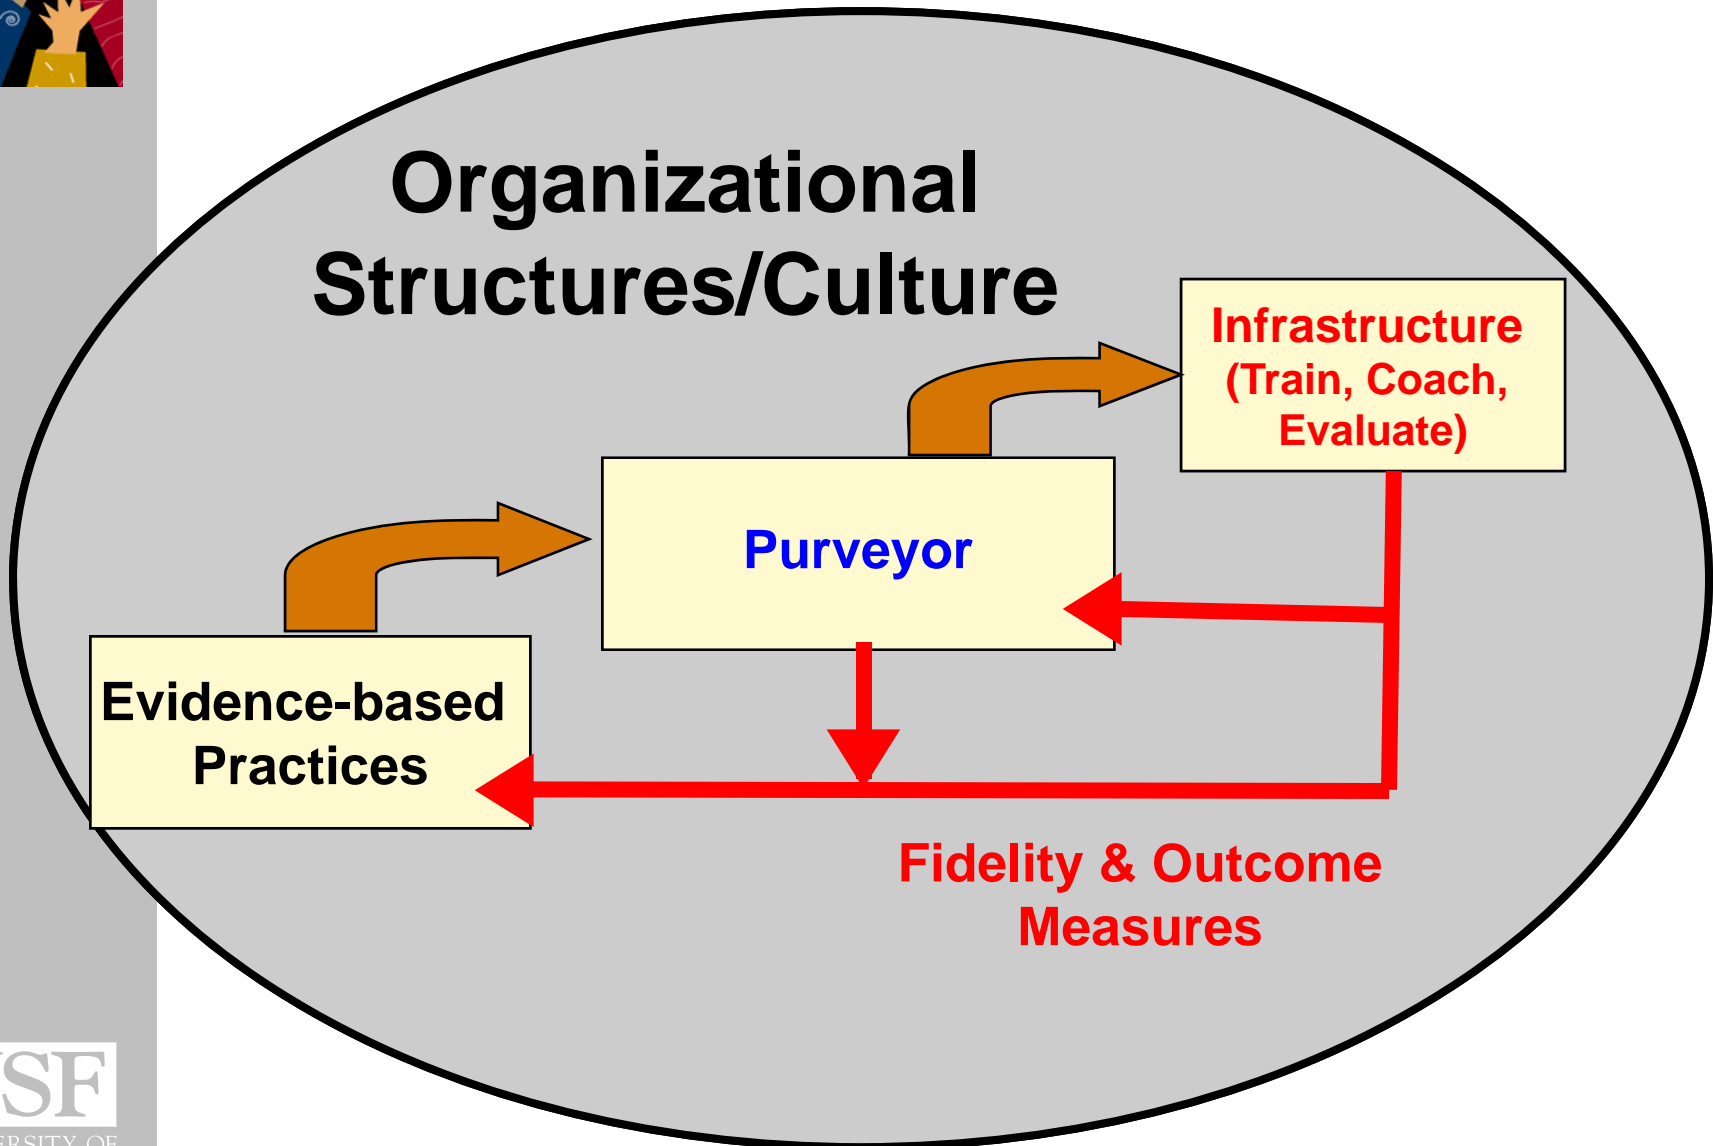 Organizational
Structures/Culture
Infrastructure
(Train, Coach,
Evaluate)
Purveyor
Evidence-based
Practices
Fidelity & Outcome
Measures
SF